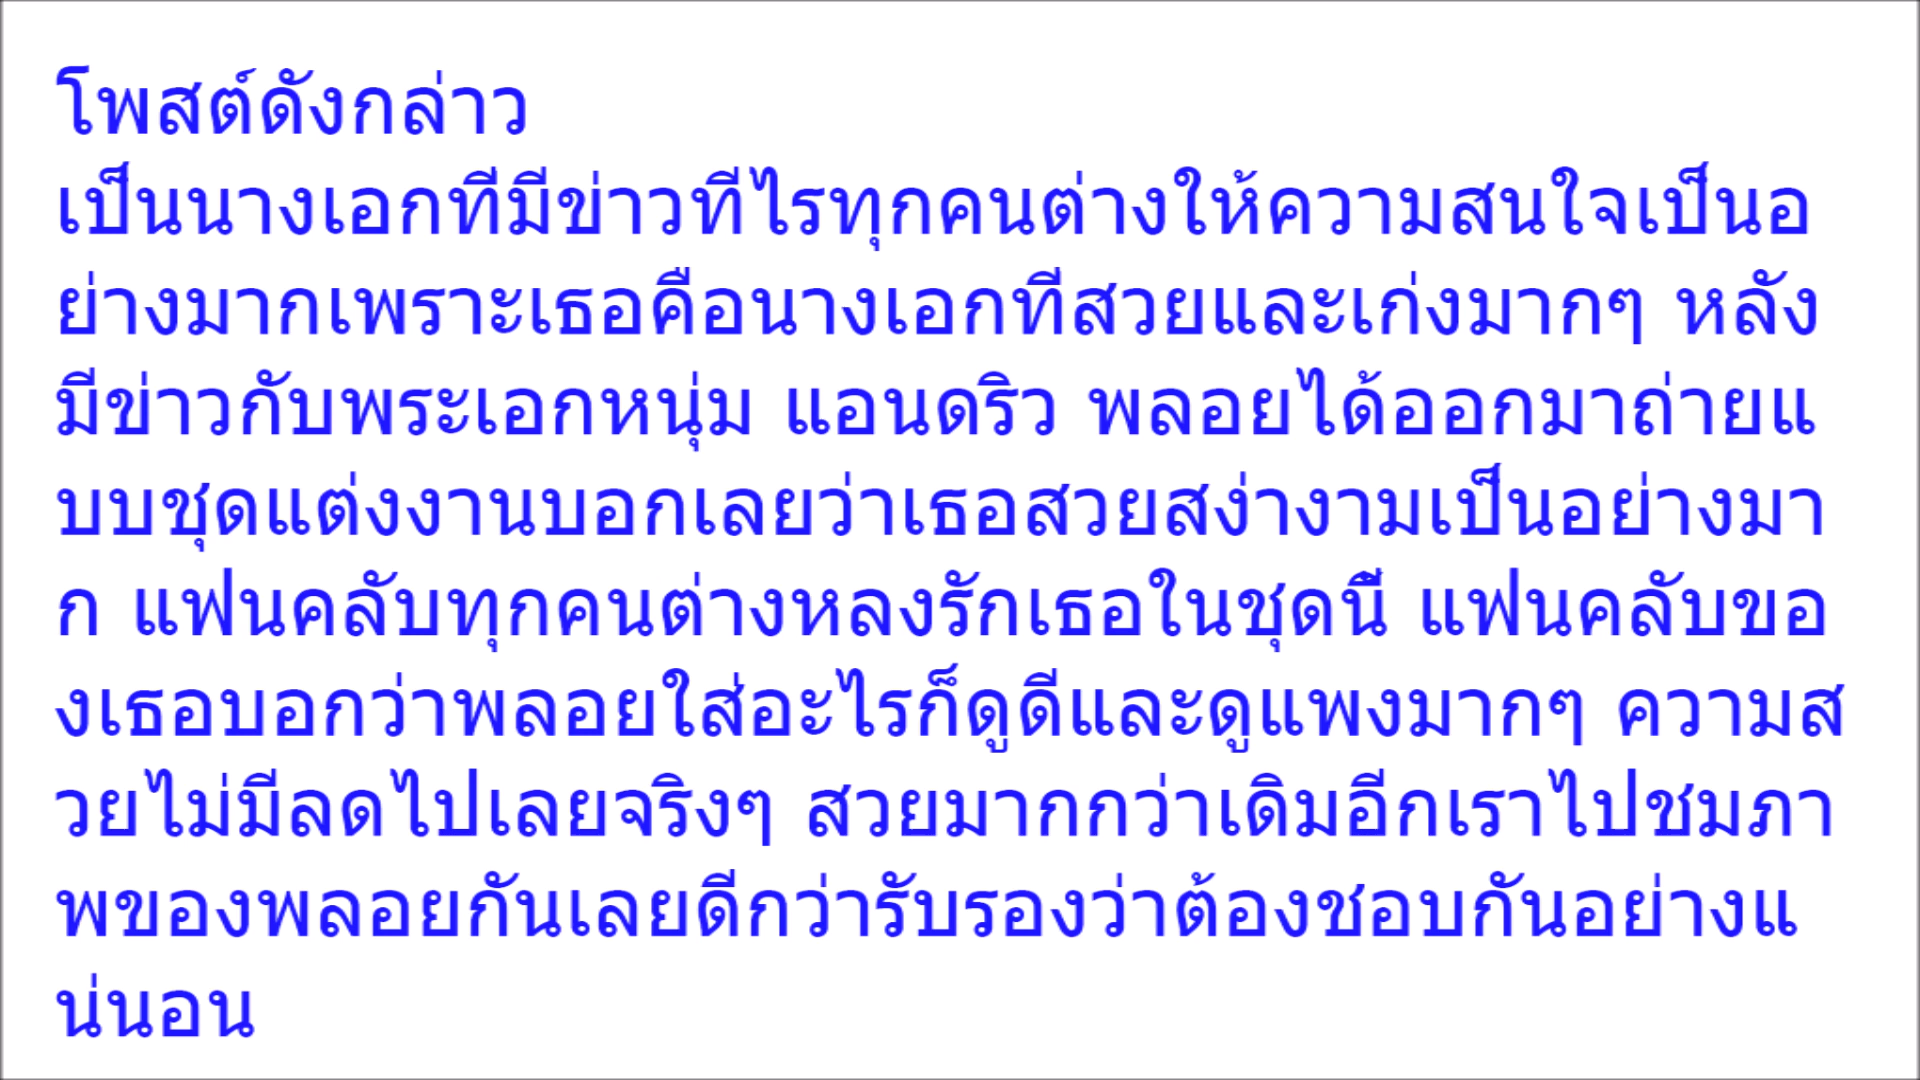 โพสต์ดังกล่าว
เป็นนางเอกที่มีข่าวทีไรทุกคนต่างให้ความสนใจเป็นอ
ย่างมากเพราะเธอคือนางเอกที่สวยและเก่งมากๆ หลัง
มีข่าวกับพระเอกหนุ่ม แอนดริว พลอยได้ออกมาถ่ายแ
บบชุดแต่งงานบอกเลยว่าเธอสวยสง่างามเป็นอย่างมา
ก แฟนคลับทุกคนต่างหลงรักเธอในชุดนี้ แฟนคลับขอ
งเธอบอกว่าพลอยใส่อะไรก็ดูดีและดูแพงมากๆ ความส
วยไม่มีลดไปเลยจริงๆ สวยมากกว่าเดิมอีกเราไปชมภา
พของพลอยกันเลยดีกว่ารับรองว่าต้องชอบกันอย่างแ
น่นอน